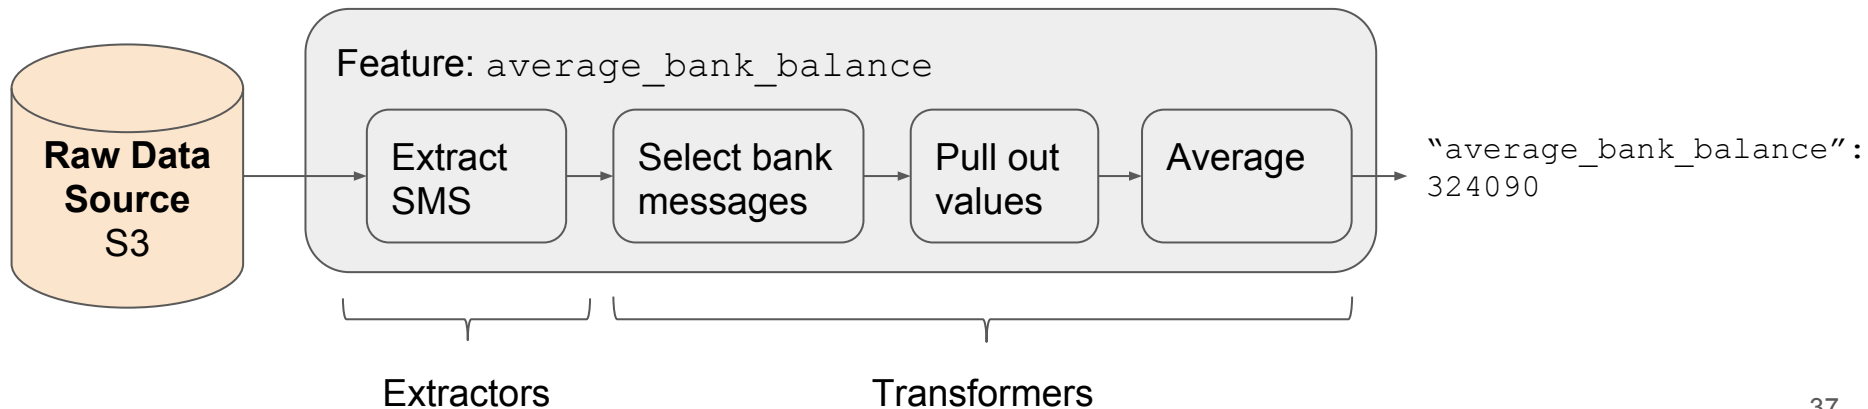 Feature: average_bank_balance
Raw Data
Source
S3
Extract
SMS
Select bank
messages
Pull out
values
Average
“average_bank_balance”:
324090
Extractors
Transformers
37